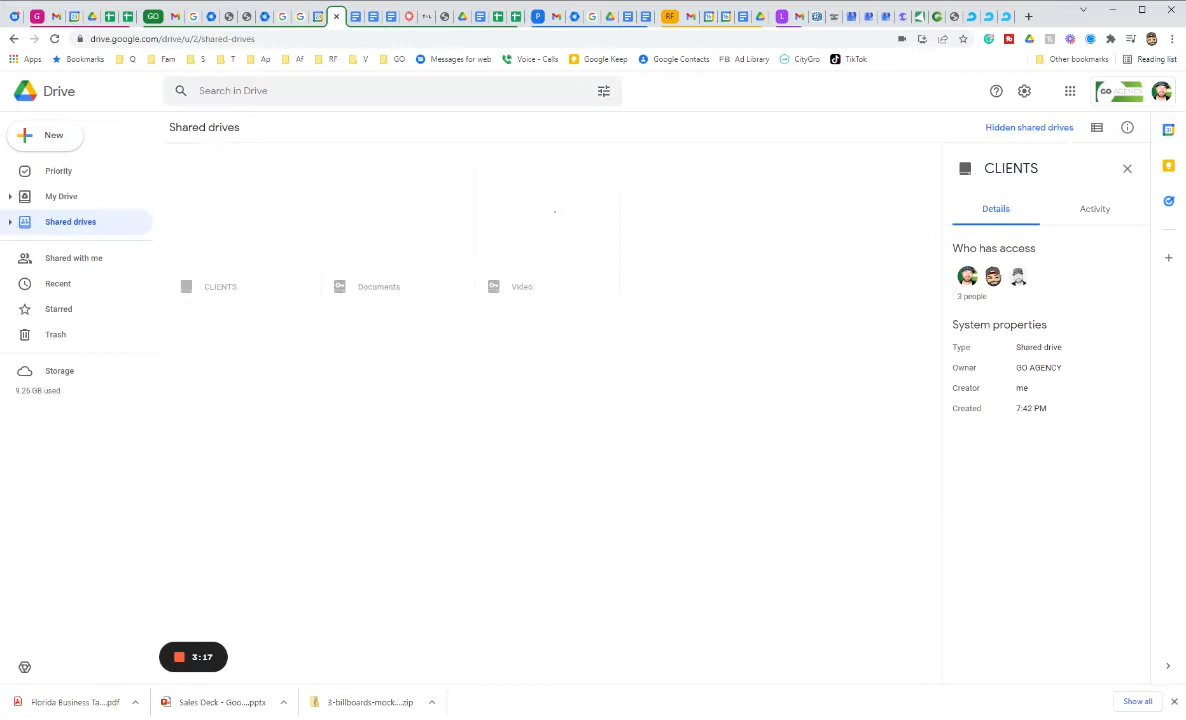 GO
P
RF
L
drive.google.com/drive/u/2/shared-drives
Apps Bookmarks Q Fam S T Ap Af RF V GO Messages for web Voice - Calls Google Keep Google Contacts FB Ad Library CityGro TikTok Other bookmarks Reading list
Drive
Search in Drive
GO AGENCY
New
Shared drives
Hidden shared drives
Priority
My Drive
Shared drives
Shared with me
Recent
Starred
Trash
Storage
9.26 GB used
CLIENTS
Documents
Video
CLIENTS
Details Activity
Who has access
3 people
System properties
Type Shared drive
Owner GO AGENCY
Creator me
Created 7:42 PM
3:17
Florida Business Ta....pdf
Sales Deck - Goo....pptx
3-billboards-mock....zip
Show all